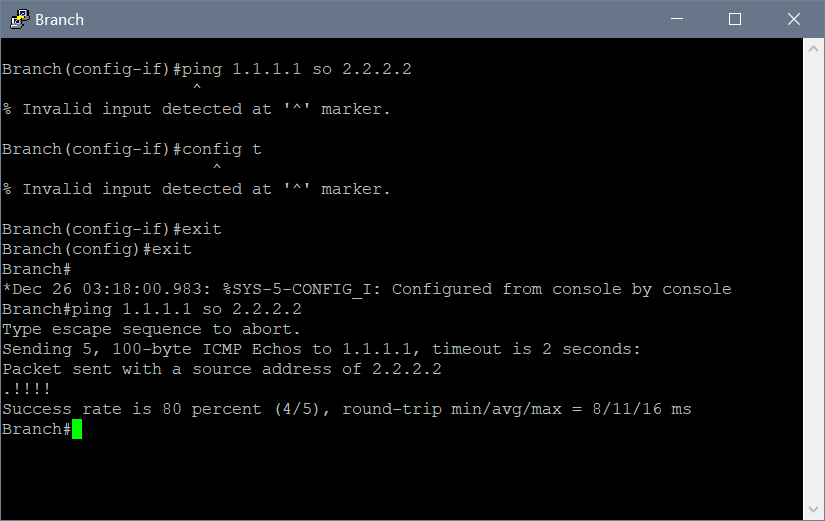 Branch
Branch(config-if)#ping 1.1.1.1 so 2.2.2.2
^
% Invalid input detected at '^' marker.
Branch(config-if)#config t
^
% Invalid input detected at '^' marker.
Branch(config-if)#exit
Branch(config)#exit
Branch#
*Dec 26 03:18:00.983: %SYS-5-CONFIG_I: Configured from console by console
Branch#ping 1.1.1.1 so 2.2.2.2
Type escape sequence to abort.
Sending 5, 100-byte ICMP Echos to 1.1.1.1, timeout is 2 seconds:
Packet sent with a source address of 2.2.2.2
.!!!!
Success rate is 80 percent (4/5), round-trip min/avg/max = 8/11/16 ms
Branch#